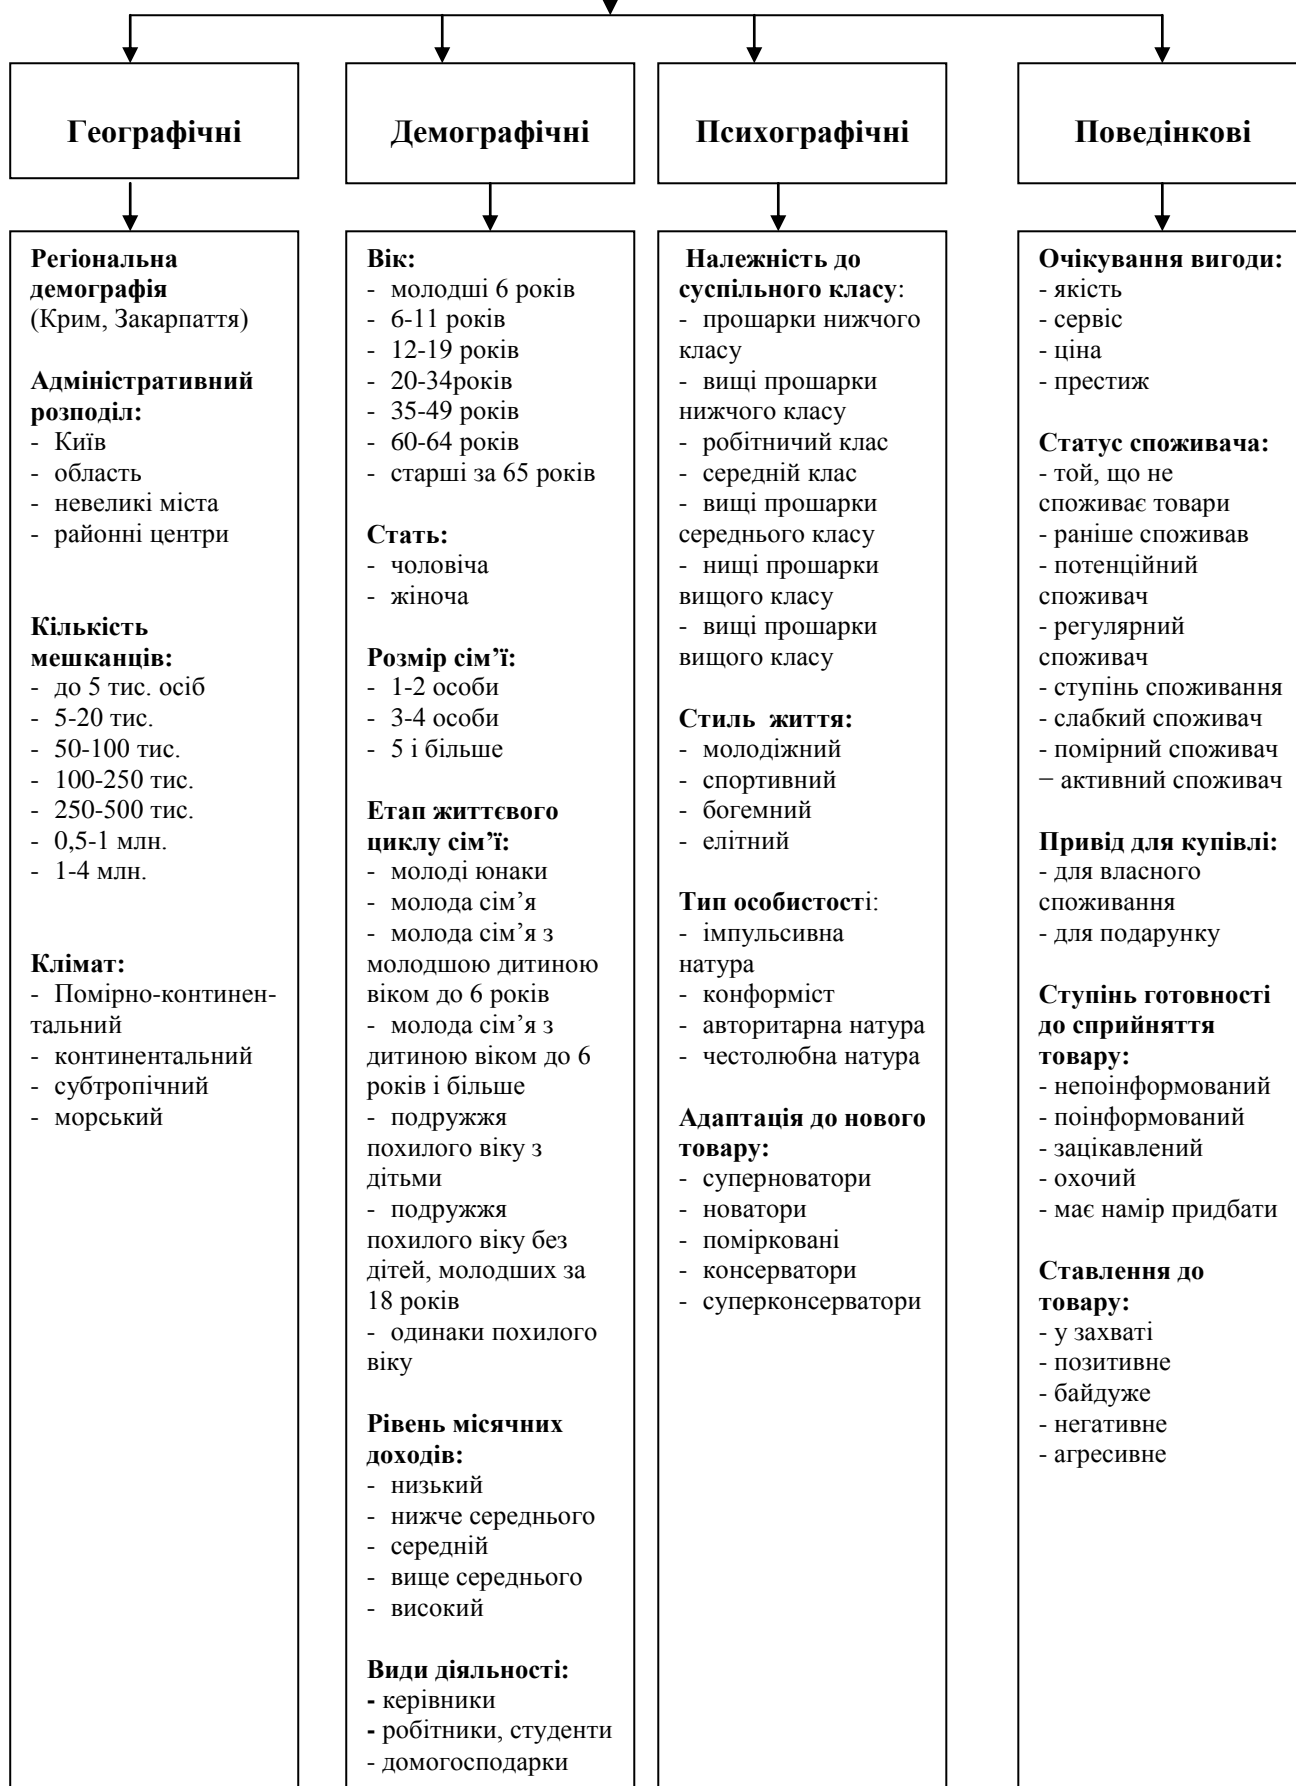 Географічні
Демографічні
Психографічні
Поведінкові
Регіональна
демографія
(Крим, Закарпаття)
Адміністративний
розподіл:
- Київ
- область
- невеликі міста
- районні центри
Кількість
мешканців:
- до 5 тис. осіб
- 5-20 тис.
- 50-100 тис.
- 100-250 тис.
- 250-500 тис.
- 0,5-1 млн.
- 1-4 млн.
Клімат:
- Помірно-континен-
тальний
- континентальний
- субтропічний
- морський
Вік:
- молодші 6 років
- 6-11 років
- 12-19 років
- 20-34років
- 35-49 років
- 60-64 років
- старші за 65 років
Стать:
- чоловіча
- жіноча
Розмір сім’ї:
- 1-2 особи
- 3-4 особи
- 5 і більше
Етап життєвого
циклу сім’ї:
- молоді юнаки
- молода сім’я
- молода сім’я з
молодшою дитиною
віком до 6 років
- молода сім’я з
дитиною віком до 6
років і більше
- подружжя
похилого віку з
дітьми
- подружжя
похилого віку без
дітей, молодших за
18 років
- одинаки похилого
віку
Рівень місячних
доходів:
- низький
- нижче середнього
- середній
- вище середнього
- високий
Види діяльності:
- керівники
- робітники, студенти
- домогосподарки
Належність до
суспільного класу:
- прошарки нижчого
класу
- вищі прошарки
нижчого класу
- робітничий клас
- середній клас
- вищі прошарки
середнього класу
- нищі прошарки
вищого класу
- вищі прошарки
вищого класу
Стиль життя:
- молодіжний
- спортивний
- богемний
- елітний
Тип особистості:
- імпульсивна
натура
- конформіст
- авторитарна натура
- честолюбна натура
Адаптація до нового
товару:
- суперноватори
- новатори
- помірковані
- консерватори
- суперконсерватори
Очікування вигоди:
- якість
- сервіс
- ціна
- престиж
Статус споживача:
- той, що не
споживає товари
- раніше споживав
- потенційний
споживач
- регулярний
споживач
- ступінь споживання
- слабкий споживач
- помірний споживач
− активний споживач
Привід для купівлі:
- для власного
споживання
- для подарунку
Ступінь готовності
до сприйняття
товару:
- непоінформований
- поінформований
- зацікавлений
- охочий
- має намір придбати
Ставлення до
товару:
- у захваті
- позитивне
- байдуже
- негативне
- агресивне